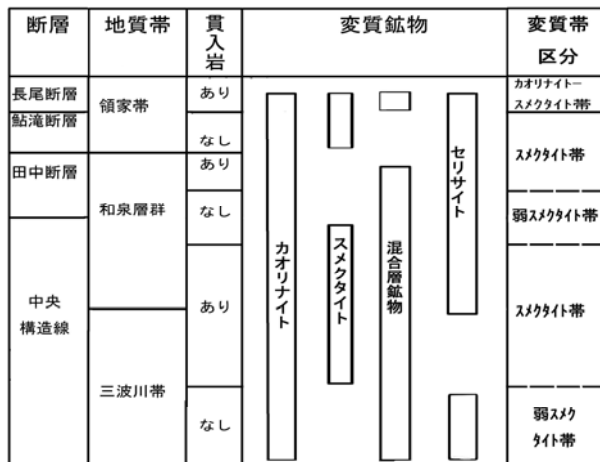 断層
地質帯
貫入岩
変質鉱物
変質帯
区分
長尾断層
鮎滝断層
田中断層
中央
構造線
領家帯
和泉層群
三波川帯
あり
なし
あり
なし
あり
なし
カオリナイト
スメクタイト
混合層鉱物
セリサイト
カオリナイトー
スメクタイト帯
スメクタイト帯
弱スメクタイト帯
スメクタイト帯
弱スメク
タイト帯